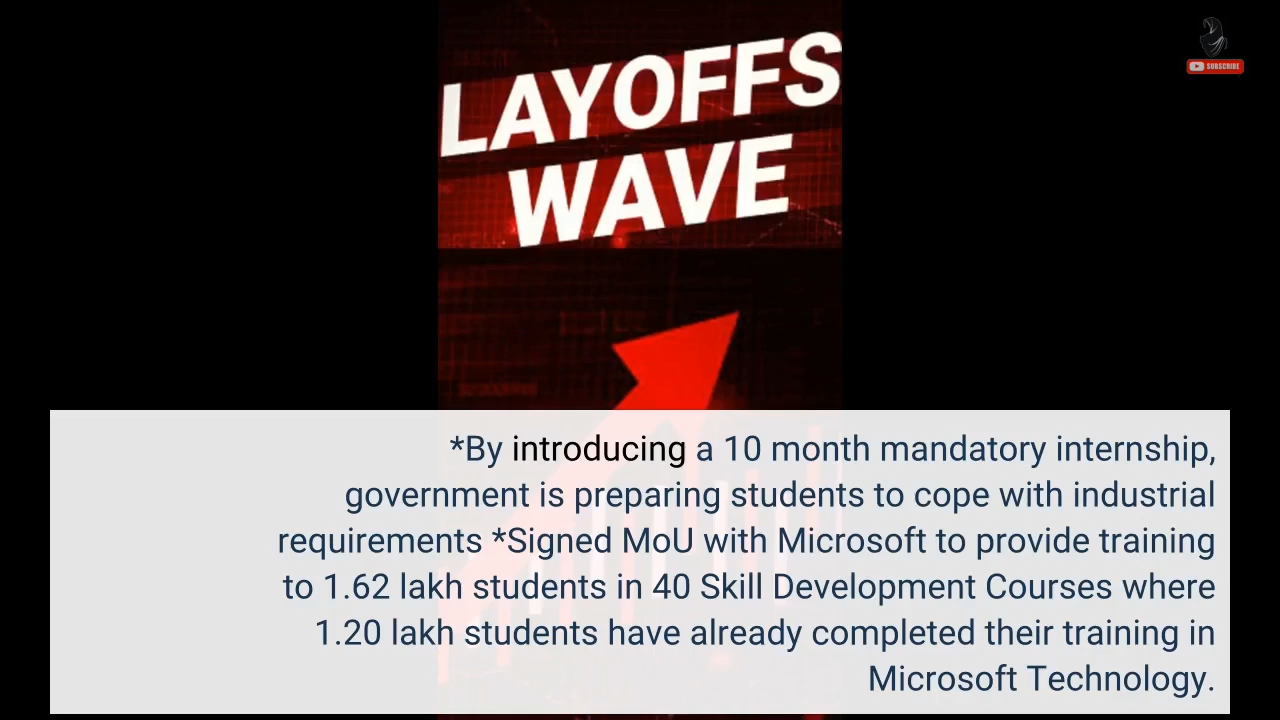 LAYOFFS
WAVE
SUBSCRIBE
*By introducing a 10 month mandatory internship,
government is preparing students to cope with industrial
requirements *Signed MoU with Microsoft to provide training
to 1.62 lakh students in 40 Skill Development Courses where
1.20 lakh students have already completed their training in
Microsoft Technology.